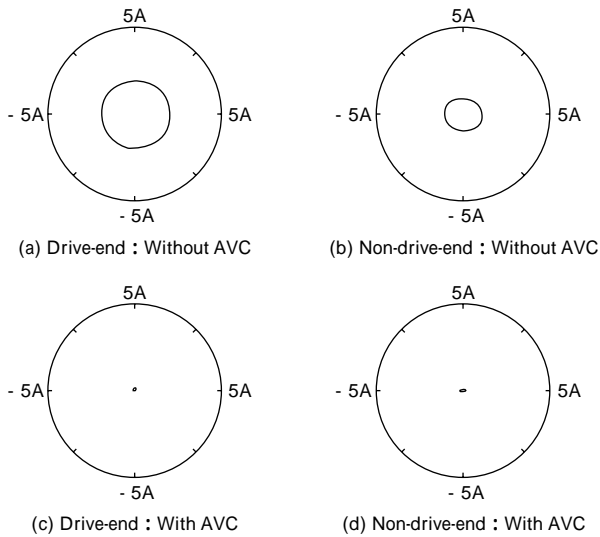 5A
5A
- 5A
5A
- 5A
5A
- 5A
- 5A
(a) Drive-end : Without AVC
(b) Non-drive-end : Without AVC
5A
5A
- 5A
5A
- 5A
5A
- 5A
- 5A
(c) Drive-end : With AVC
(d) Non-drive-end : With AVC